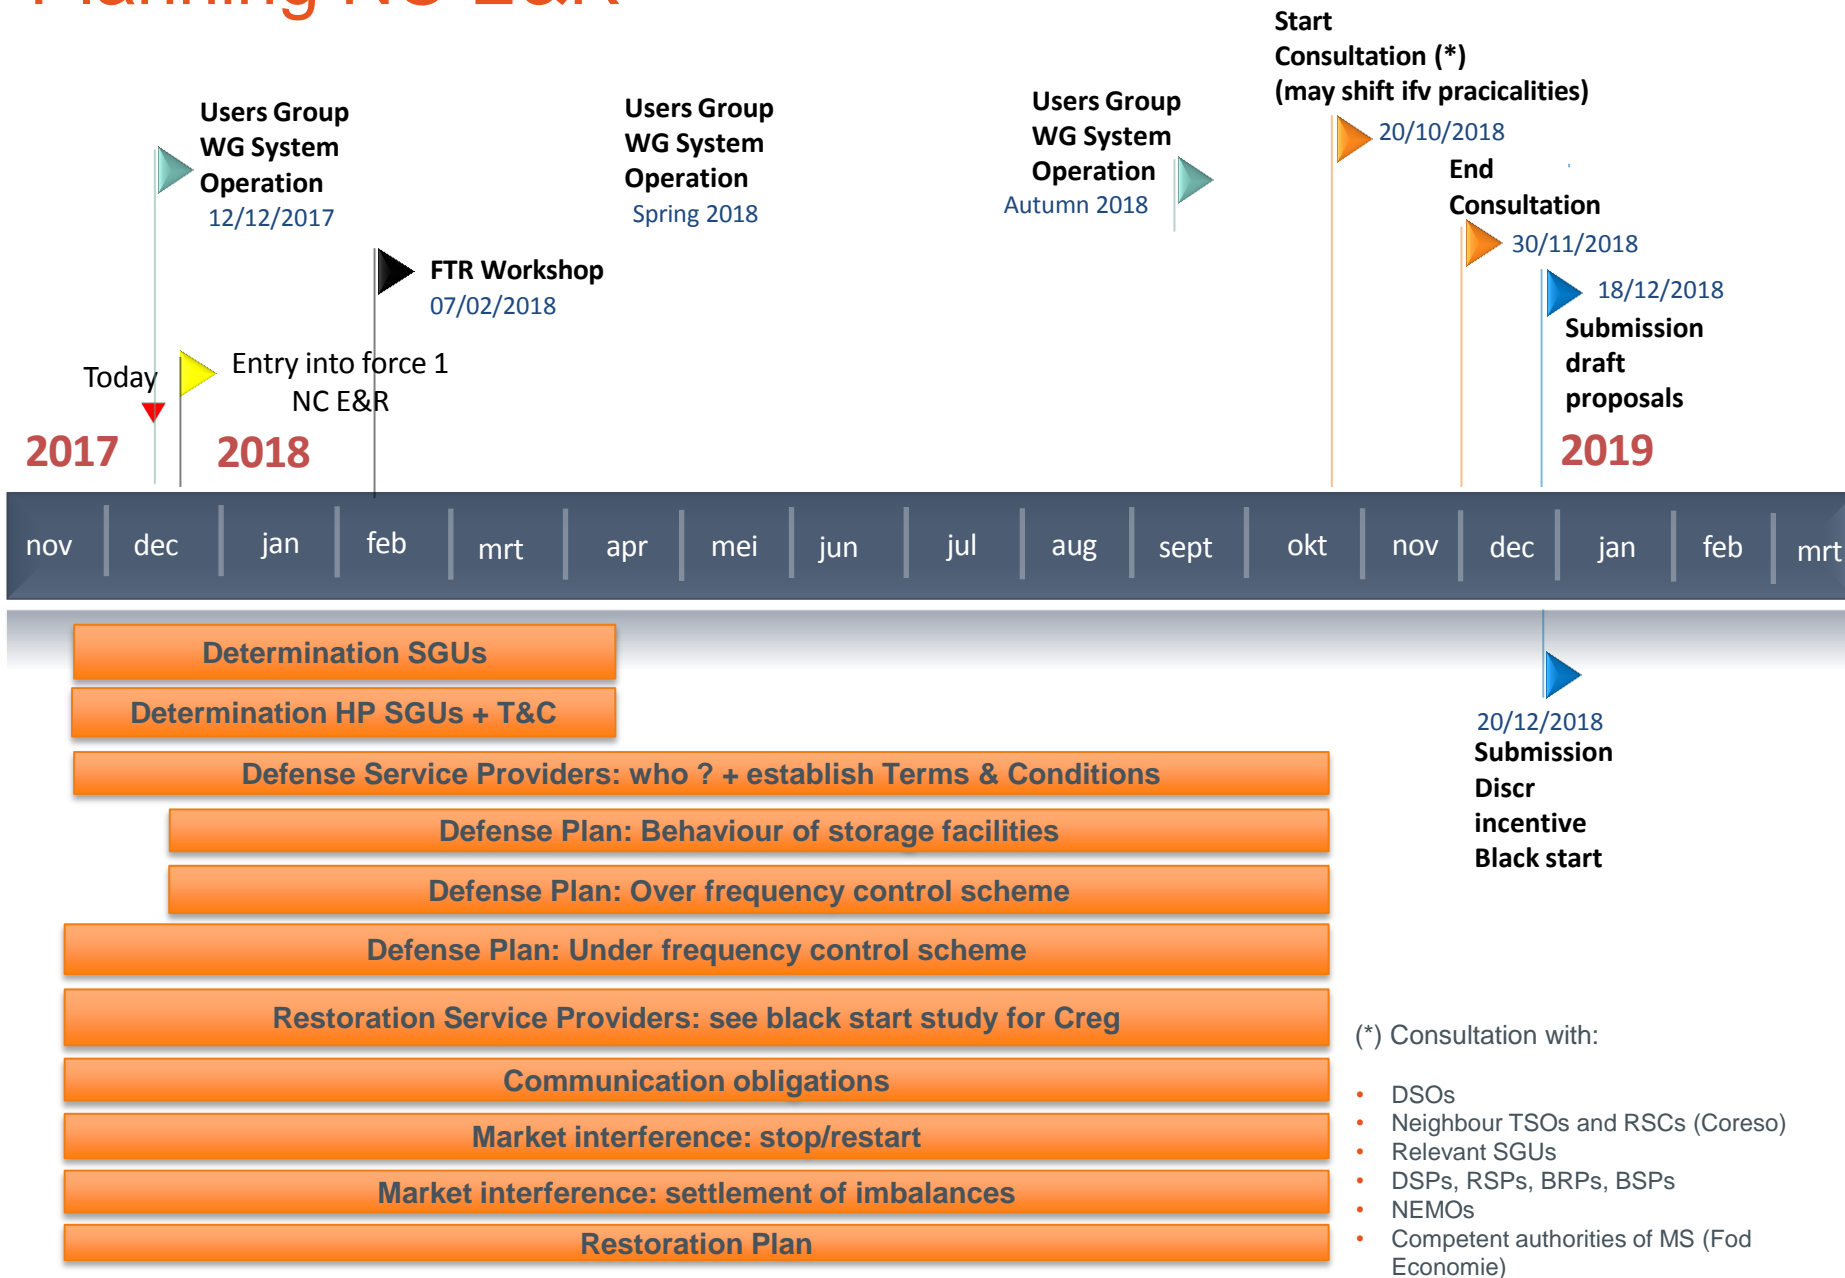 Planning NC E&R
Start
Consultation (*)
(may shift ifv pracicalities)
20/10/2018
Users Group
WG System
Operation
12/12/2017
Users Group
WG System
Operation
Spring 2018
Users Group
WG System
Operation
Autumn 2018
End
Consultation
30/11/2018
FTR Workshop
07/02/2018
18/12/2018
Submission
draft
proposals
Today
Entry into force 1
NC E&R
2017
2018
2019
nov dec jan feb mrt apr mei jun jul aug sept okt nov dec jan feb mrt
Determination SGUs
Determination HP SGUs + T&C
Defense Service Providers: who ? + establish Terms & Conditions
Defense Plan: Behaviour of storage facilities
Defense Plan: Over frequency control scheme
Defense Plan: Under frequency control scheme
Restoration Service Providers: see black start study for Creg
Communication obligations
Market interference: stop/restart
Market interference: settlement of imbalances
Restoration Plan
20/12/2018
Submission
Discr
incentive
Black start
(*) Consultation with:
• DSOs
• Neighbour TSOs and RSCs (Coreso)
• Relevant SGUs
• DSPs, RSPs, BRPs, BSPs
• NEMOs
• Competent authorities of MS (Fod
Economie)